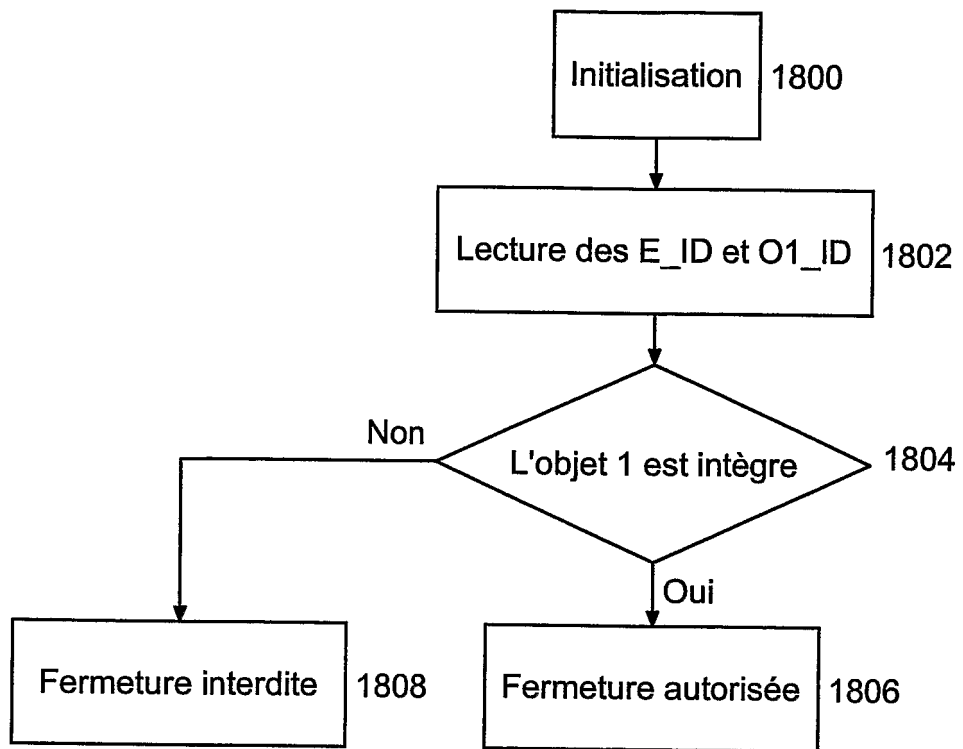 Initialisation 1800
Lecture des E_ID et O1_ID 1802
Non
L'objet 1 est intègre 1804
Oui
Fermeture interdite 1808
Fermeture autorisée 1806